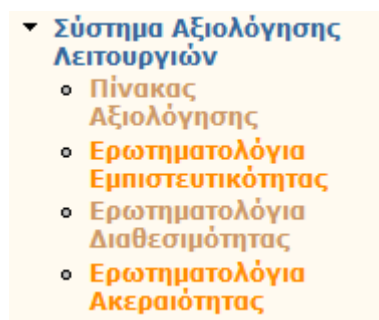 Σύστημα Αξιολόγησης
Λειτουργιών
Πίνακας
Αξιολόγησης
Ερωτηματολόγια
Εμπιστευτικότητας
Ερωτηματολόγια
Διαθεσιμότητας
Ερωτηματολόγια
Ακεραιότητας